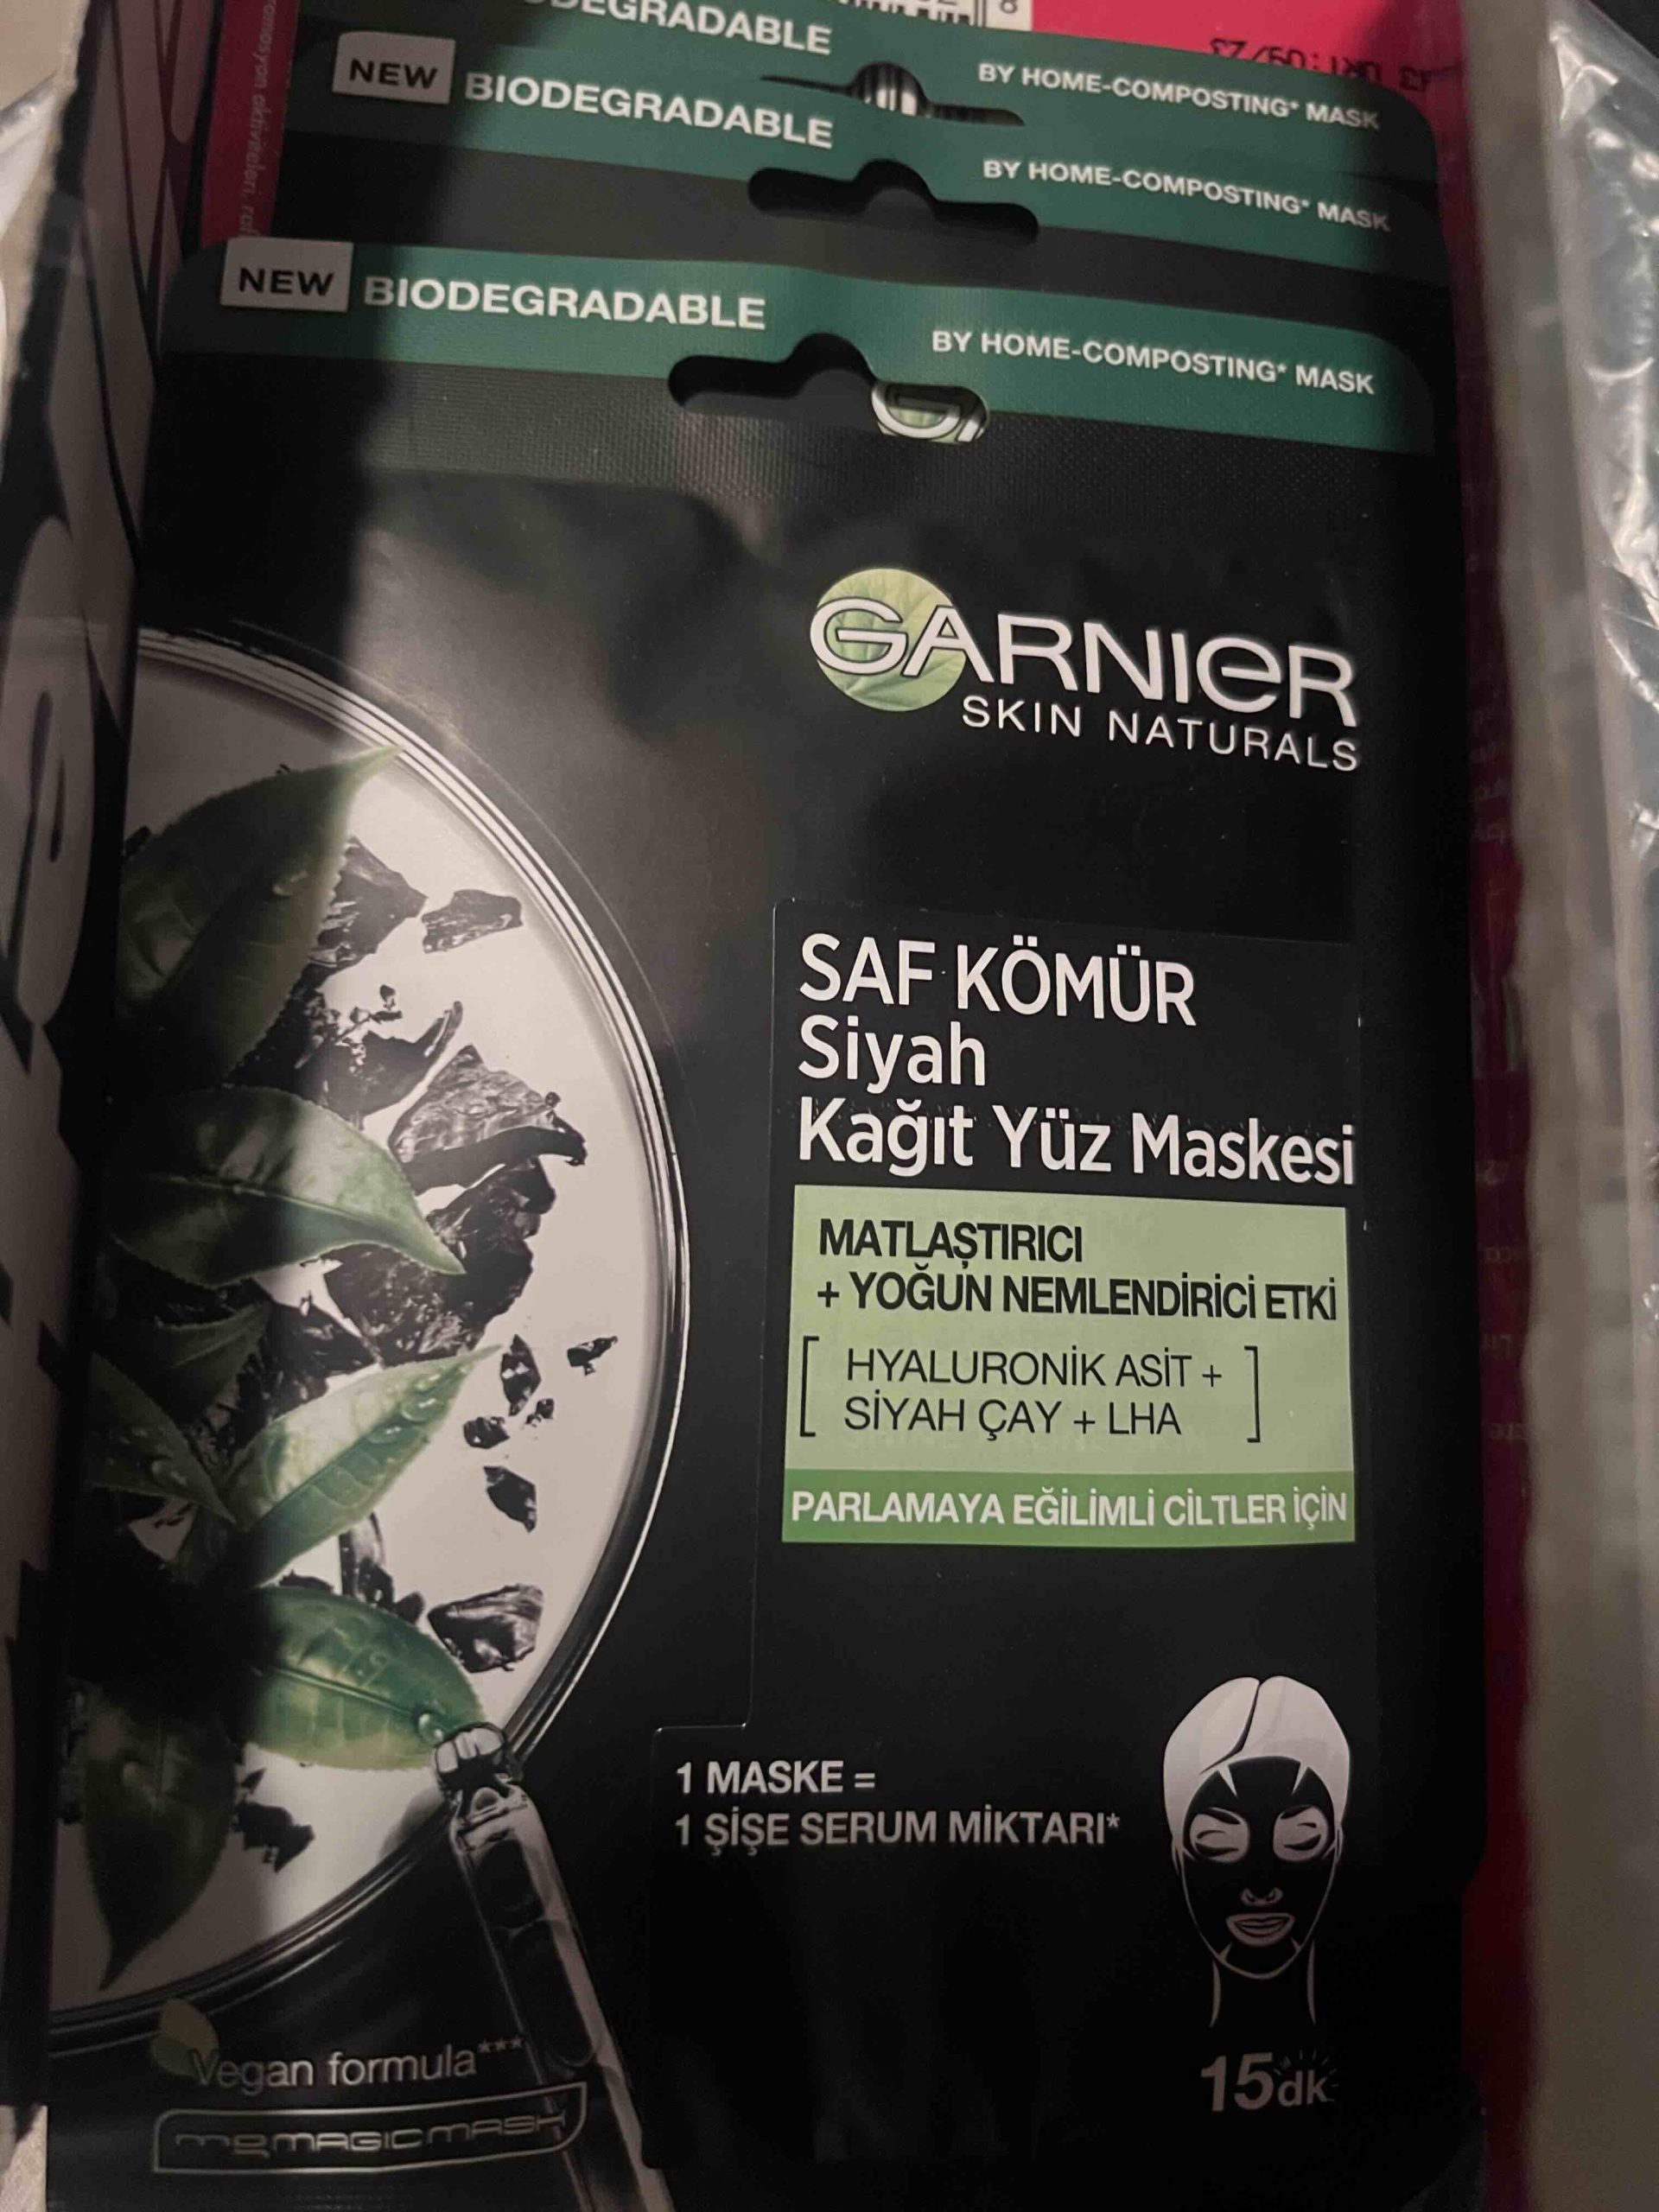 BIODEGRADABLE
BY HOME-COMPOSTING* MASK
NEW BIODEGRADABLE
BY HOME-COMPOSTING* MASK
NEW BIODEGRADABLE
BY HOME-COMPOSTING* MASK
GARNIER
SKIN NATURALS
SAF KÖMÜR
Siyah
Kağıt Yüz Maskesi
MATLAŞTIRICI
+ YOĞUN NEMLENDİRİCİ ETKİ
[ HYALURONİK ASİT +
SİYAH ÇAY + LHA ]
PARLAMAYA EĞİLİMLİ CİLTLER İÇİN
1 MASKE =
1 ŞİŞE SERUM MİKTARI*
15dk
Vegan formula***
MAGIC MASK